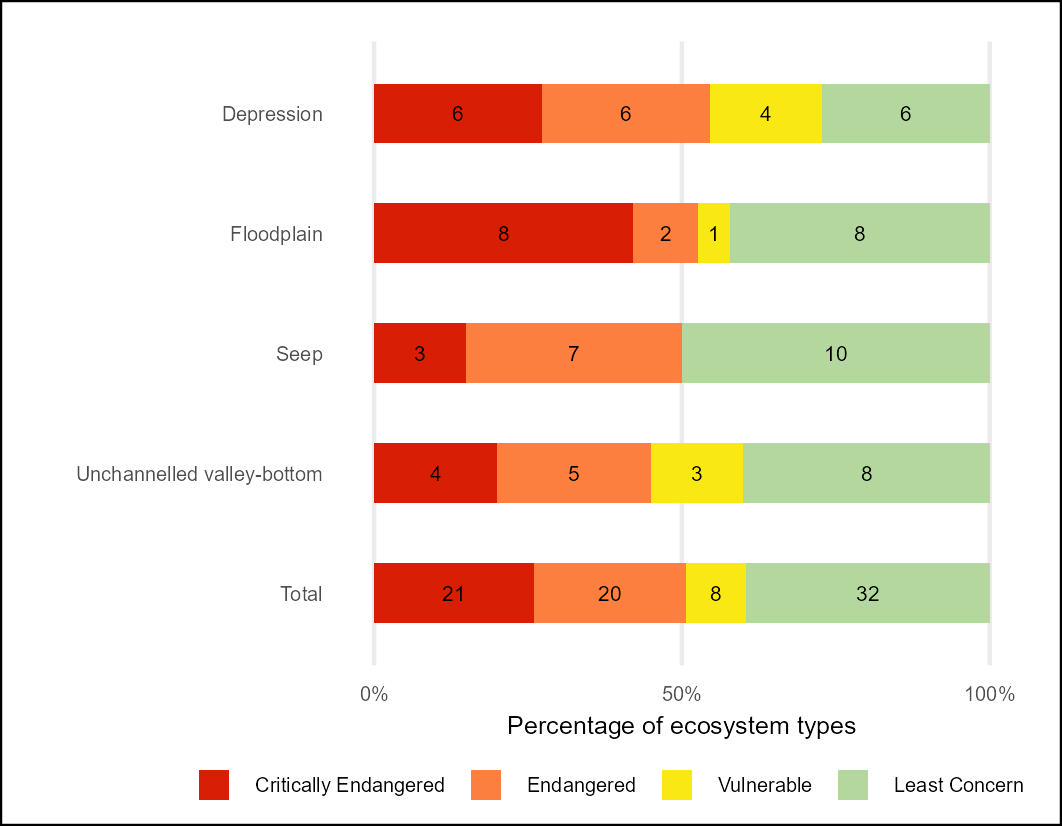 Depression 6 6 4 6
Floodplain 8 2 1 8
Seep 3 7 10
Unchannelled valley-bottom 4 5 3 8
Total 21 20 8 32
0% 50% 100%
Percentage of ecosystem types
Critically Endangered Endangered Vulnerable Least Concern